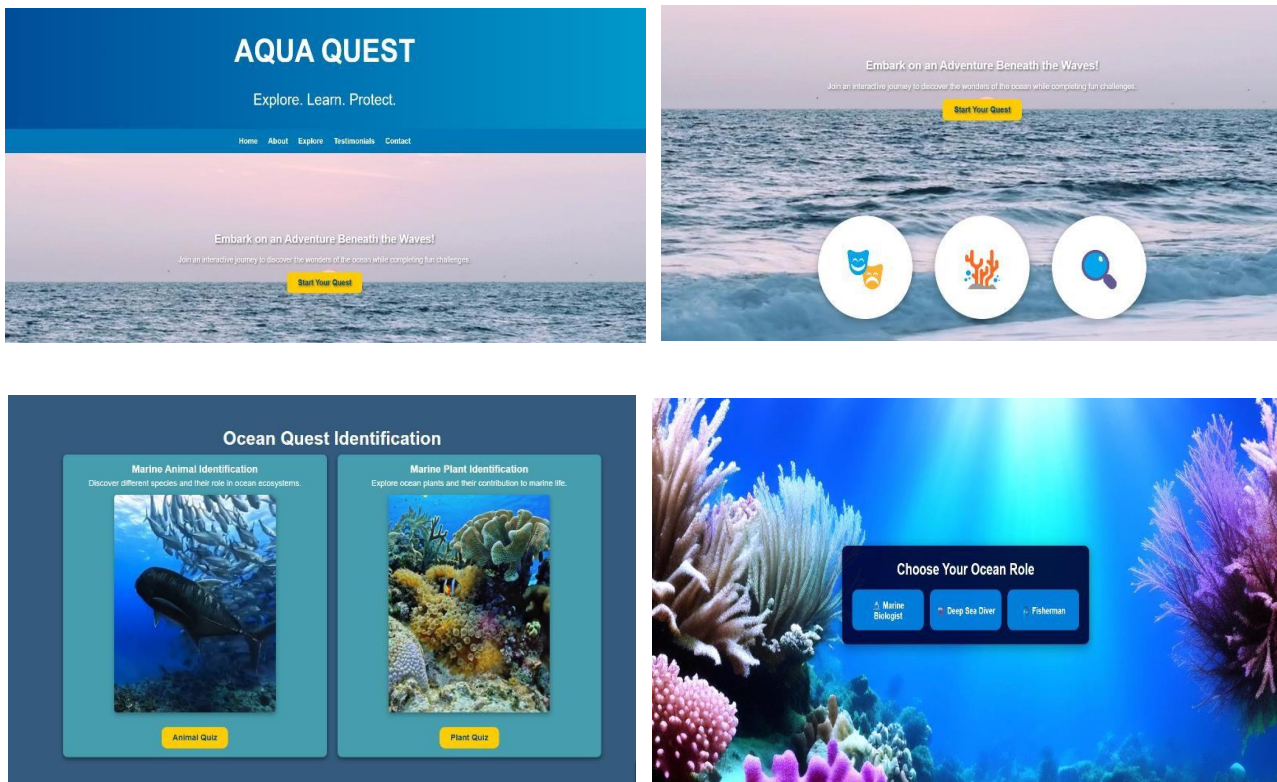 AQUA QUEST
Explore. Learn. Protect.
Home About Explore Testimonials Contact
Embark on an Adventure Beneath the Waves!
Join an interactive journey to discover the wonders of the ocean while completing fun challenges.
Start Your Quest
Embark on an Adventure Beneath the Waves!
Join an interactive journey to discover the wonders of the ocean while completing fun challenges.
Start Your Quest
Ocean Quest Identification
Marine Animal Identification
Discover different species and their role in ocean ecosystems.
Animal Quiz
Marine Plant Identification
Explore ocean plants and their contribution to marine life.
Plant Quiz
Choose Your Ocean Role
Marine
Biologist
Deep Sea Diver
Fisherman